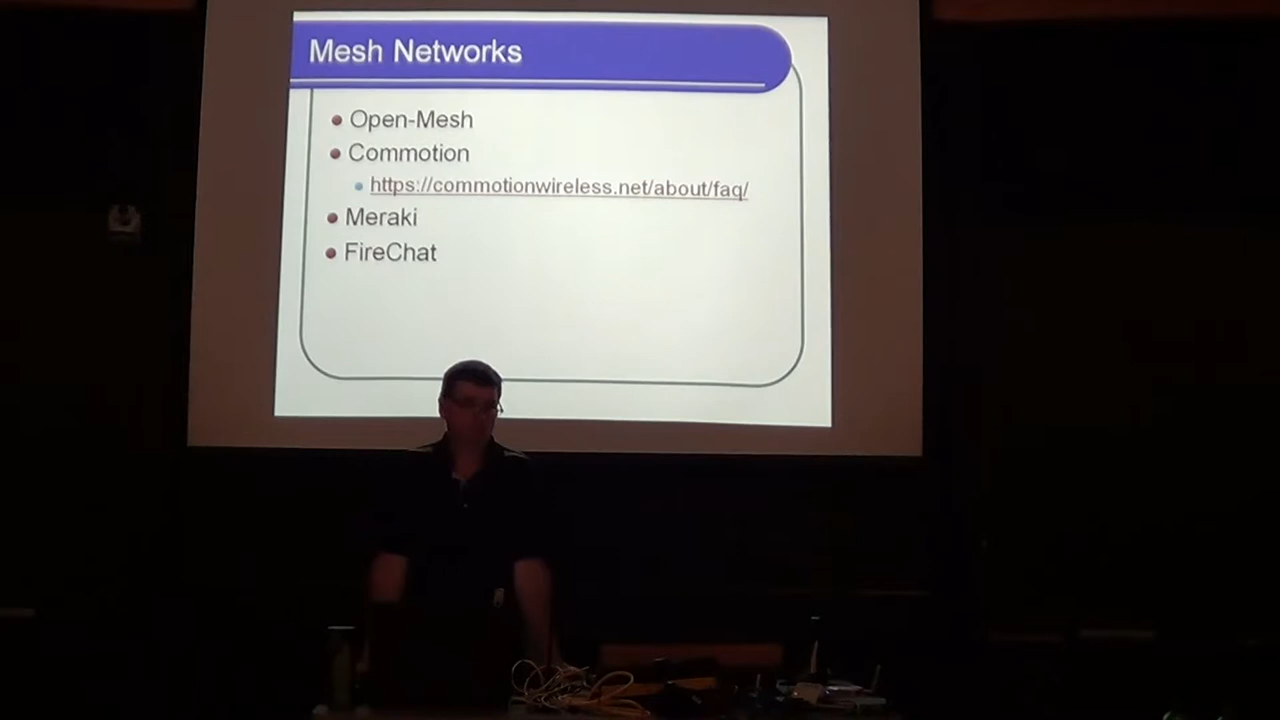 Mesh Networks
Open-Mesh
Commotion
https://commotionwireless.net/about/faq/
Meraki
FireChat